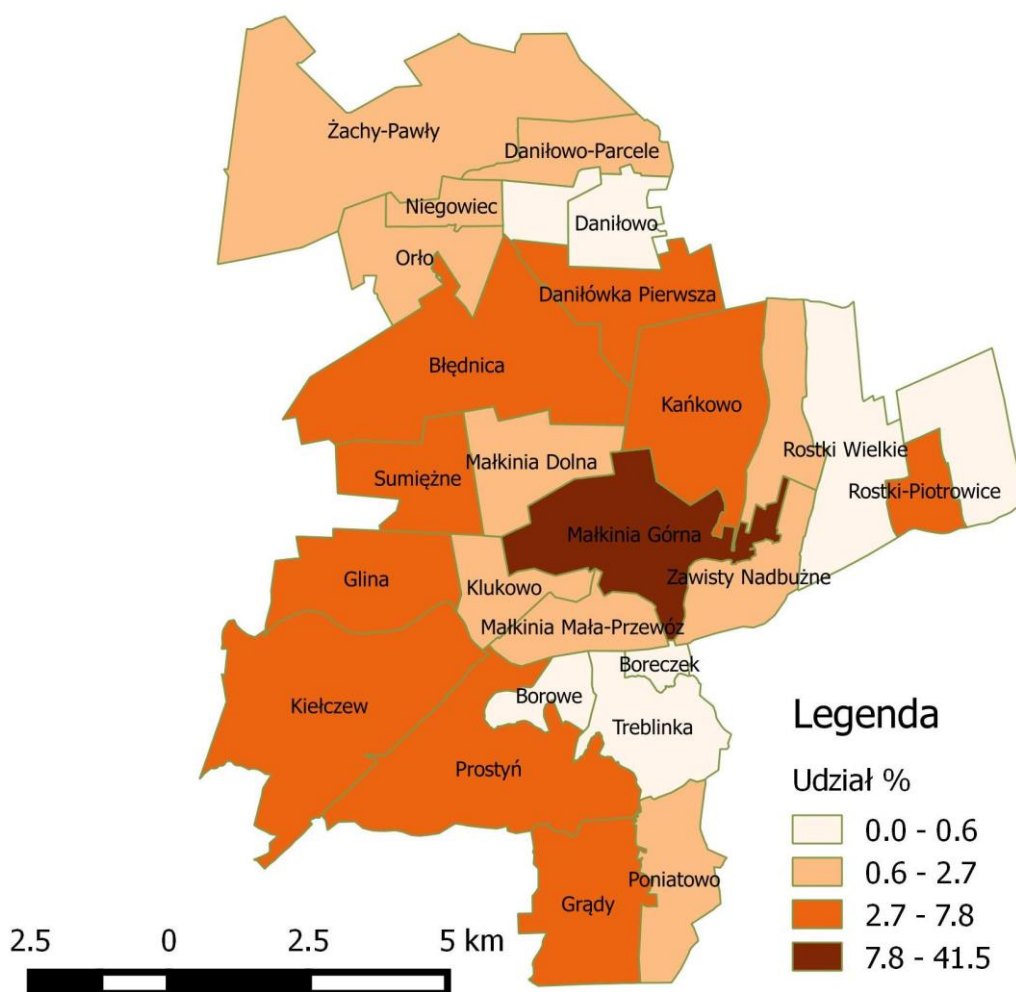 Żachy-Pawły
Daniłowo-Parcele
Niegowiec
Daniłowo
Orło
Daniłówka Pierwsza
Błędnica
Kańkowo
Rostki Wielkie
Małkinia Dolna
Sumiężne
Rostki-Piotrowice
Małkinia Górna
Glina
Klukowo
Zawisty Nadbużne
Małkinia Mała-Przewóz
Boreczek
Borowe
Kiełczew
Treblinka
Prostyń
Poniatowo
Grądy
Legenda
Udział %
0.0 - 0.6
0.6 - 2.7
2.7 - 7.8
7.8 - 41.5
2.5 0 2.5 5 km